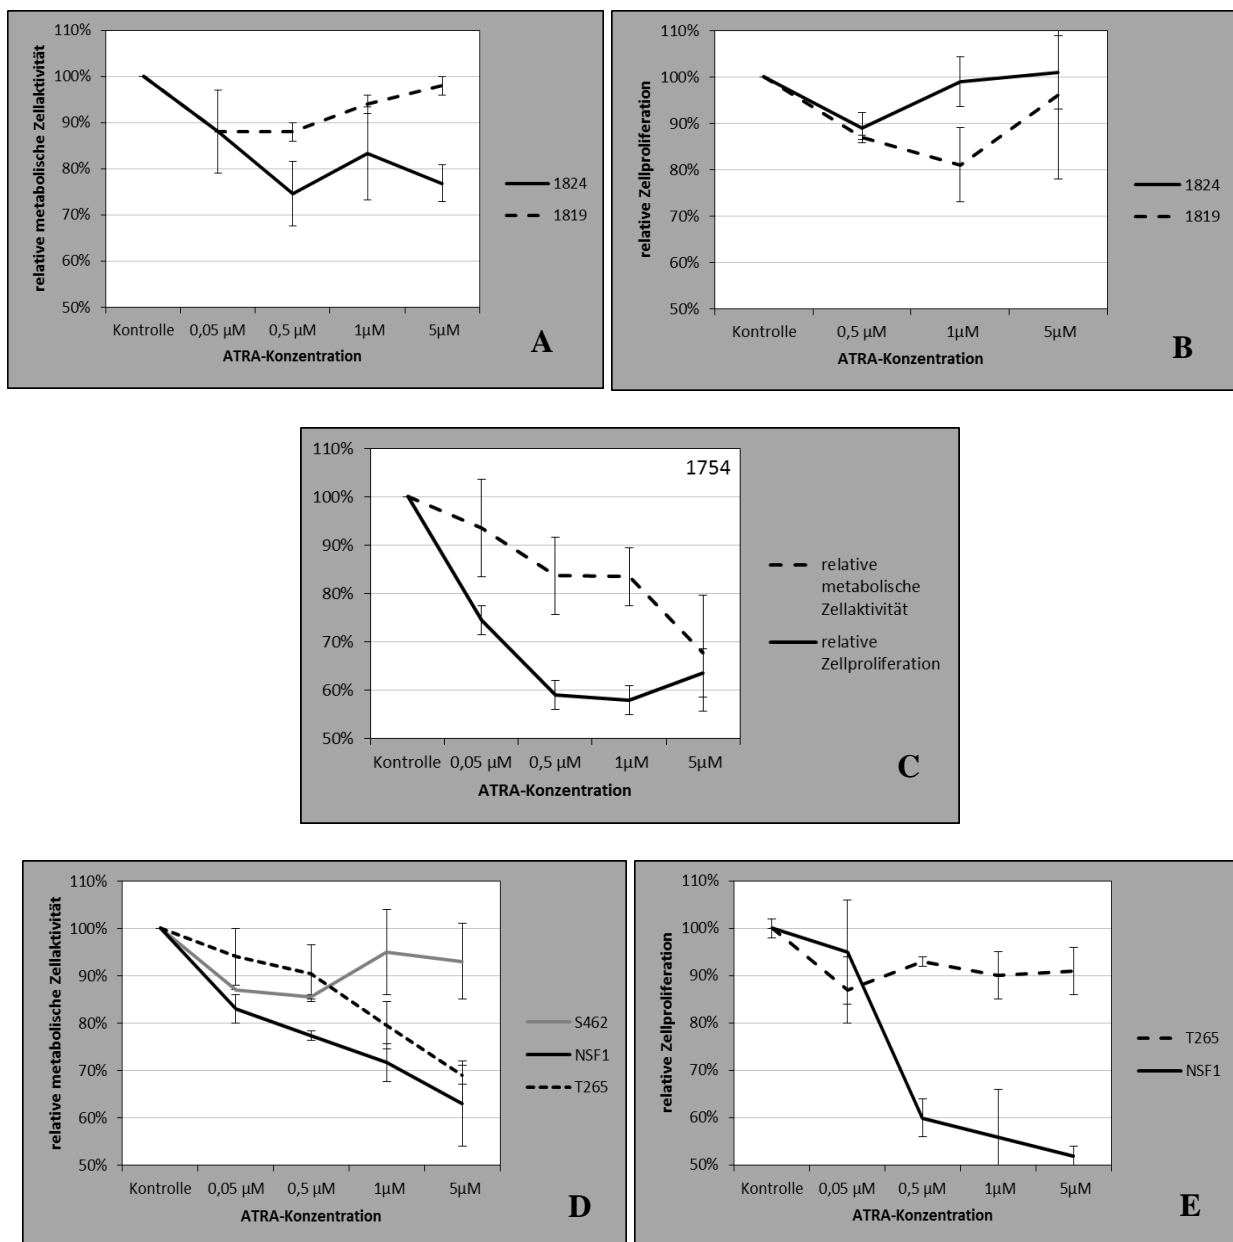 relative metabolische Zellaktivität
110%
100%
90%
80%
70%
60%
50%
Kontrolle 0,05 µM 0,5 µM 1µM 5µM
ATRA-Konzentration
1824
1819
A
relative Zellproliferation
110%
100%
90%
80%
70%
60%
50%
Kontrolle 0,5 µM 1µM 5µM
ATRA-Konzentration
1824
1819
B
110%
100%
90%
80%
70%
60%
50%
1754
Kontrolle 0,05 µM 0,5 µM 1µM 5µM
ATRA-Konzentration
relative
metabolische
Zellaktivität
relative
Zellproliferation
C
relative metabolische Zellaktivität
110%
100%
90%
80%
70%
60%
50%
Kontrolle 0,05 µM 0,5 µM 1µM 5µM
ATRA-Konzentration
S462
NSF1
T265
D
relative Zellproliferation
110%
100%
90%
80%
70%
60%
50%
Kontrolle 0,05 µM 0,5 µM 1µM 5µM
ATRA-Konzentration
T265
NSF1
E